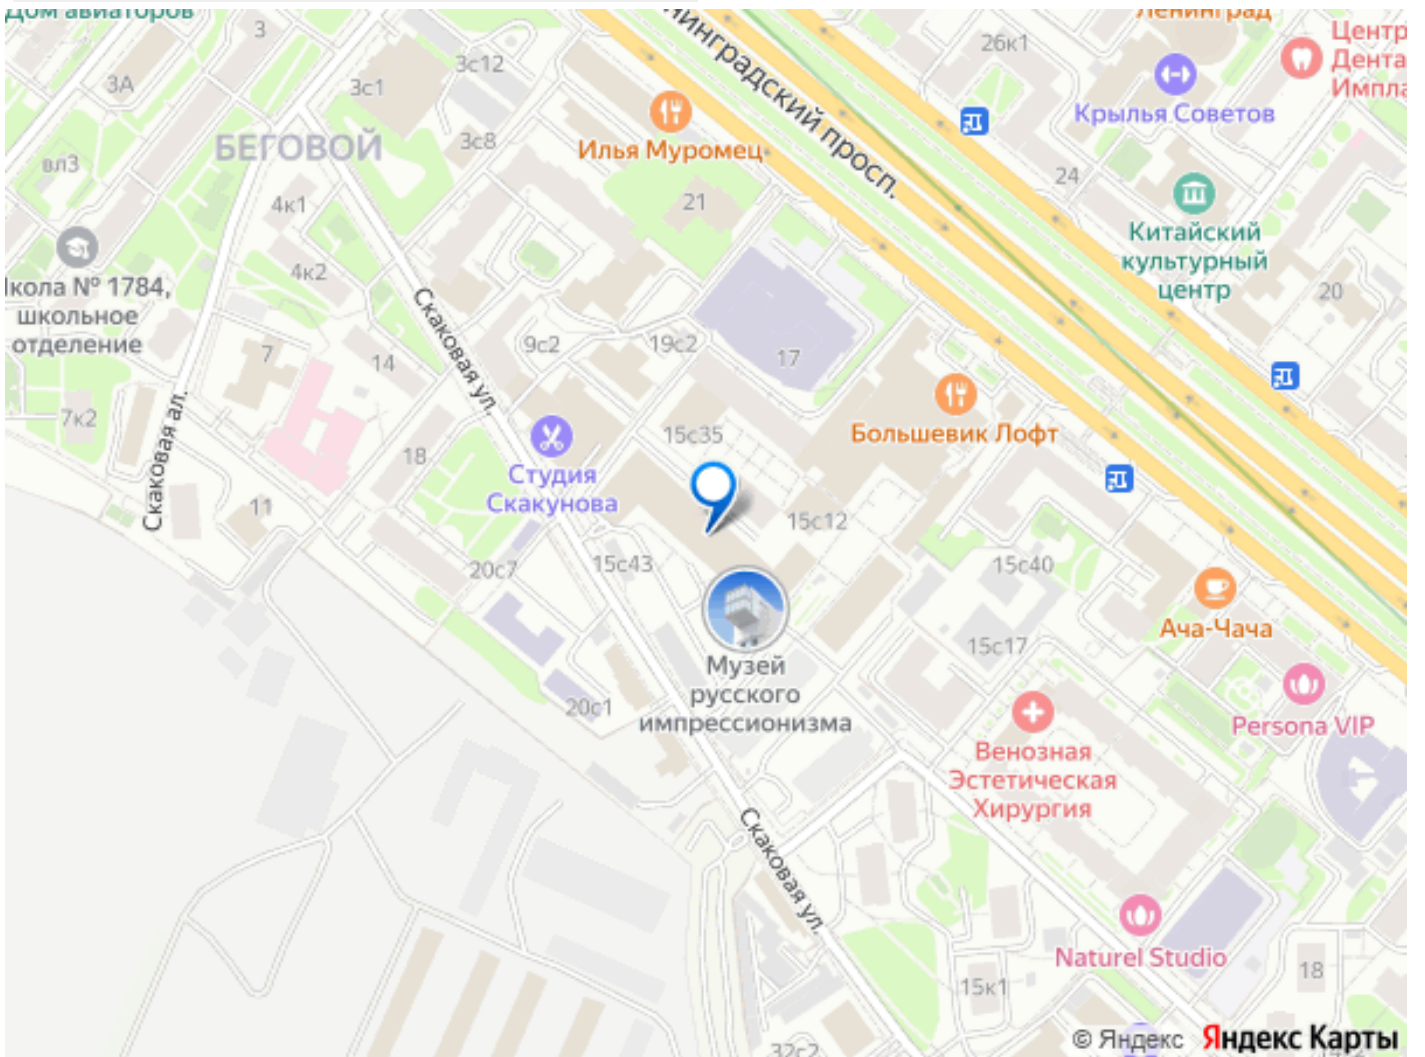 Дом авиаторов
3
3А
3с1
3с12
3с8
БЕГОВОЙ
вл3
4к1
4к2
кола № 1784,
школьное
отделение
7
14
7к2
Скаковая ал.
18
11
Скаковая ул.
Илья Муромец
21
нинградский просп.
26к1
Ленинград
Центр
Дента
Импла
Крылья Советов
24
Китайский
культурный
центр
20
9с2
19с2
17
Большевик Лофт
15с35
Студия
Скакунова
15с12
15с43
20с7
15с40
Ача-Чача
15с17
Музей
русского
импрессионизма
20с1
Persona VIP
Венозная
Эстетическая
Хирургия
Скаковая ул.
Naturel Studio
18
15к1
32с2
© Яндекс Яндекс Карты